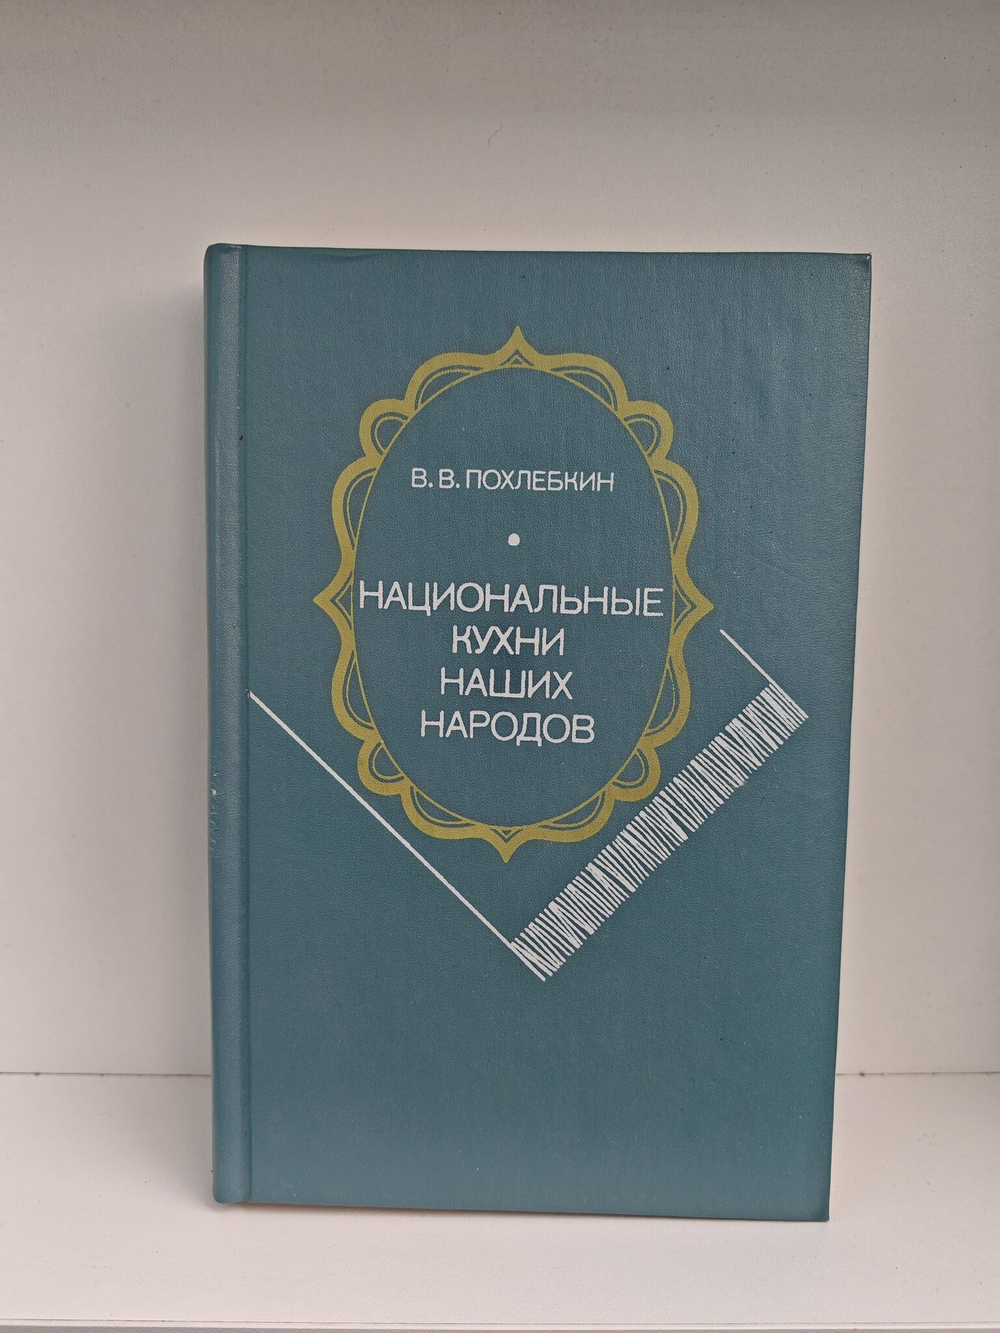 В. В. ПОХЛЕБКИН
НАЦИОНАЛЬНЫЕ
КУХНИ
НАШИХ
НАРОДОВ